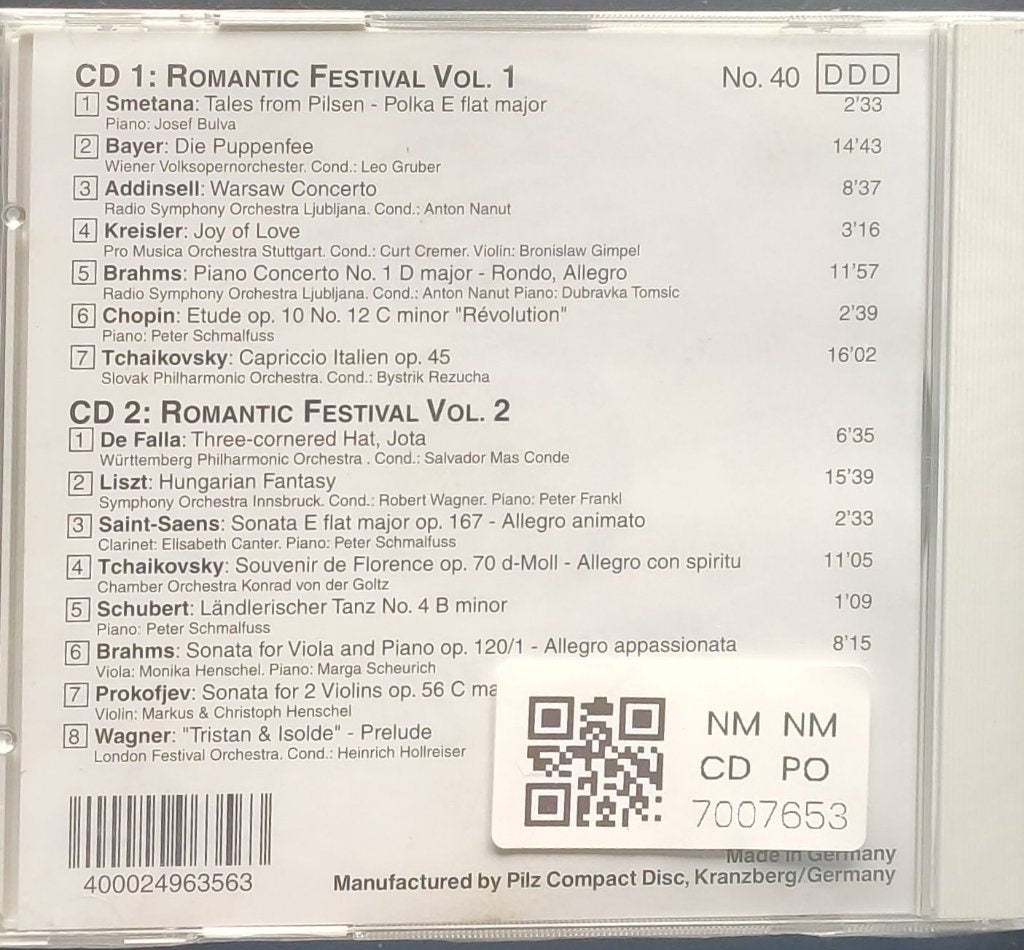 CD 1: ROMANTIC FESTIVAL VOL. 1 No. 40 DDD
1 Smetana: Tales from Pilsen - Polka E flat major 2'33
Piano: Josef Bulva
2 Bayer: Die Puppenfee 14'43
Wiener Volksopernorchester. Cond.: Leo Gruber
3 Addinsell: Warsaw Concerto 8'37
Radio Symphony Orchestra Ljubljana. Cond.: Anton Nanut
4 Kreisler: Joy of Love 3'16
Pro Musica Orchestra Stuttgart. Cond.: Curt Cremer. Violin: Bronislaw Gimpel
5 Brahms: Piano Concerto No. 1 D major - Rondo, Allegro 11'57
Radio Symphony Orchestra Ljubljana. Cond.: Anton Nanut Piano: Dubravka Tomsic
6 Chopin: Etude op. 10 No. 12 C minor "Révolution" 2'39
Piano: Peter Schmalfuss
7 Tchaikovsky: Capriccio Italien op. 45 16'02
Slovak Philharmonic Orchestra. Cond.: Bystrik Rezucha
CD 2: ROMANTIC FESTIVAL VOL. 2
1 De Falla: Three-cornered Hat, Jota 6'35
Württemberg Philharmonic Orchestra . Cond.: Salvador Mas Conde
2 Liszt: Hungarian Fantasy 15'39
Symphony Orchestra Innsbruck. Cond.: Robert Wagner. Piano: Peter Frankl
3 Saint-Saens: Sonata E flat major op. 167 - Allegro animato 2'33
Clarinet: Elisabeth Canter. Piano: Peter Schmalfuss
4 Tchaikovsky: Souvenir de Florence op. 70 d-Moll - Allegro con spiritu 11'05
Chamber Orchestra Konrad von der Goltz
5 Schubert: Ländlerischer Tanz No. 4 B minor 1'09
Piano: Peter Schmalfuss
6 Brahms: Sonata for Viola and Piano op. 120/1 - Allegro appassionata 8'15
Viola: Monika Henschel. Piano: Marga Scheurich
7 Prokofjev: Sonata for 2 Violins op. 56 C
Violin: Markus & Christoph Henschel
8 Wagner: "Tristan & Isolde" - Prelude
London Festival Orchestra. Cond.: Heinrich Hollreiser
NM NM
CD PO
7007653
400024963563
Made in Germany
Manufactured by Pilz Compact Disc, Kranzberg/Germany